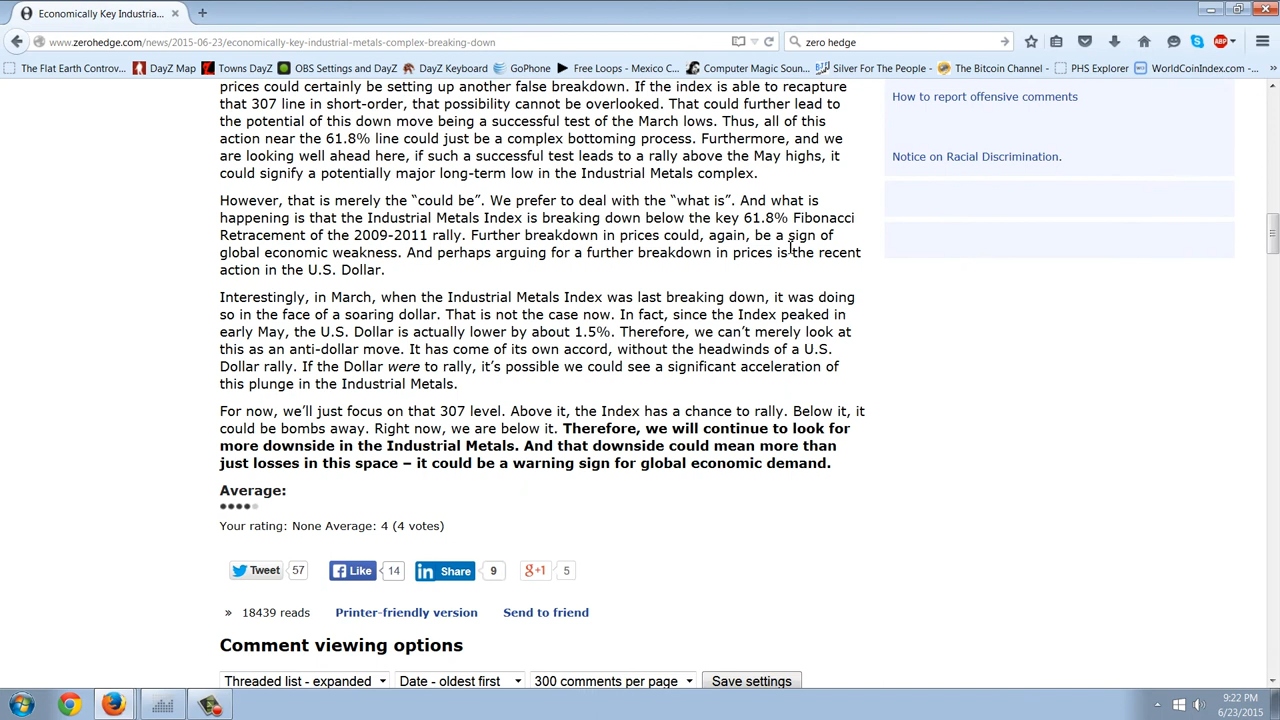 Economically Key Industria...
www.zerohedge.com/news/2015-06-23/economically-key-industrial-metals-complex-breaking-down
zero hedge
ABP
The Flat Earth Controv...
DayZ Map
Towns DayZ
OBS Settings and DayZ
DayZ Keyboard
GoPhone
Free Loops - Mexico C...
Computer Magic Soun...
Silver For The People - ...
The Bitcoin Channel
PHS Explorer
WorldCoinIndex.com - ...
prices could certainly be setting up another false breakdown. If the index is able to recapture
that 307 line in short-order, that possibility cannot be overlooked. That could further lead to
the potential of this down move being a successful test of the March lows. Thus, all of this
action near the 61.8% line could just be a complex bottoming process. Furthermore, and we
are looking well ahead here, if such a successful test leads to a rally above the May highs, it
could signify a potentially major long-term low in the Industrial Metals complex.
However, that is merely the “could be”. We prefer to deal with the “what is”. And what is
happening is that the Industrial Metals Index is breaking down below the key 61.8% Fibonacci
Retracement of the 2009-2011 rally. Further breakdown in prices could, again, be a sign of
global economic weakness. And perhaps arguing for a further breakdown in prices is the recent
action in the U.S. Dollar.
Interestingly, in March, when the Industrial Metals Index was last breaking down, it was doing
so in the face of a soaring dollar. That is not the case now. In fact, since the Index peaked in
early May, the U.S. Dollar is actually lower by about 1.5%. Therefore, we can’t merely look at
this as an anti-dollar move. It has come of its own accord, without the headwinds of a U.S.
Dollar rally. If the Dollar were to rally, it’s possible we could see a significant acceleration of
this plunge in the Industrial Metals.
For now, we’ll just focus on that 307 level. Above it, the Index has a chance to rally. Below it, it
could be bombs away. Right now, we are below it. Therefore, we will continue to look for
more downside in the Industrial Metals. And that downside could mean more than
just losses in this space – it could be a warning sign for global economic demand.
Average:
Your rating: None Average: 4 (4 votes)
Tweet 57
Like 14
in Share 9
g+1 5
» 18439 reads
Printer-friendly version
Send to friend
Comment viewing options
Threaded list - expanded
Date - oldest first
300 comments per page
Save settings
How to report offensive comments
Notice on Racial Discrimination.
9:22 PM
6/23/2015